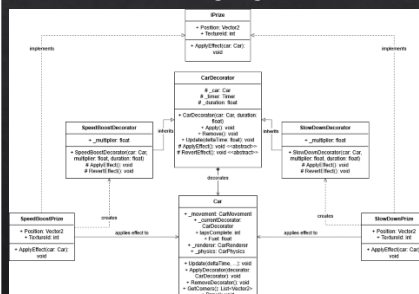 IPrize
+ Position: Vector2
+ TextureId: int
+ ApplyEffect(car: Car):
void
implements
implements
CarDecorator
# _car: Car
# _timer: Timer
# _duration: float
+ CarDecorator(car: Car, duration:
float)
+ Apply(): void
+ Remove(): void
+ Update(deltaTime: float): void
# ApplyEffect(): void <<abstract>>
# RevertEffect(): void <<abstract>>
SpeedBoostDecorator
+ _multiplier: float
+ SpeedBoostDecorator(car: Car,
multiplier: float, duration: float)
# ApplyEffect(): void
# RevertEffect(): void
inherits
inherits
SlowDownDecorator
+ _multiplier: float
+ SlowDownDecorator(car: Car,
multiplier: float, duration: float)
# ApplyEffect(): void
# RevertEffect(): void
decorates
creates
creates
Car
- _movement: CarMovement
- _currentDecorator:
CarDecorator
+ lapsComplete: int
+ Fuel: float
- _renderer: CarRenderer
- _physics: CarPhysics
+ Update(deltaTime, ...): void
+ ApplyDecorator(decorator:
CarDecorator): void
+ RemoveDecorator(): void
+ GetCorners(): List<Vector2>
SpeedBoostPrize
+ Position: Vector2
+ TextureId: int
+ ApplyEffect(car: Car):
void
applies effect to
applies effect to
SlowDownPrize
+ Position: Vector2
+ TextureId: int
+ ApplyEffect(car: Car):
void